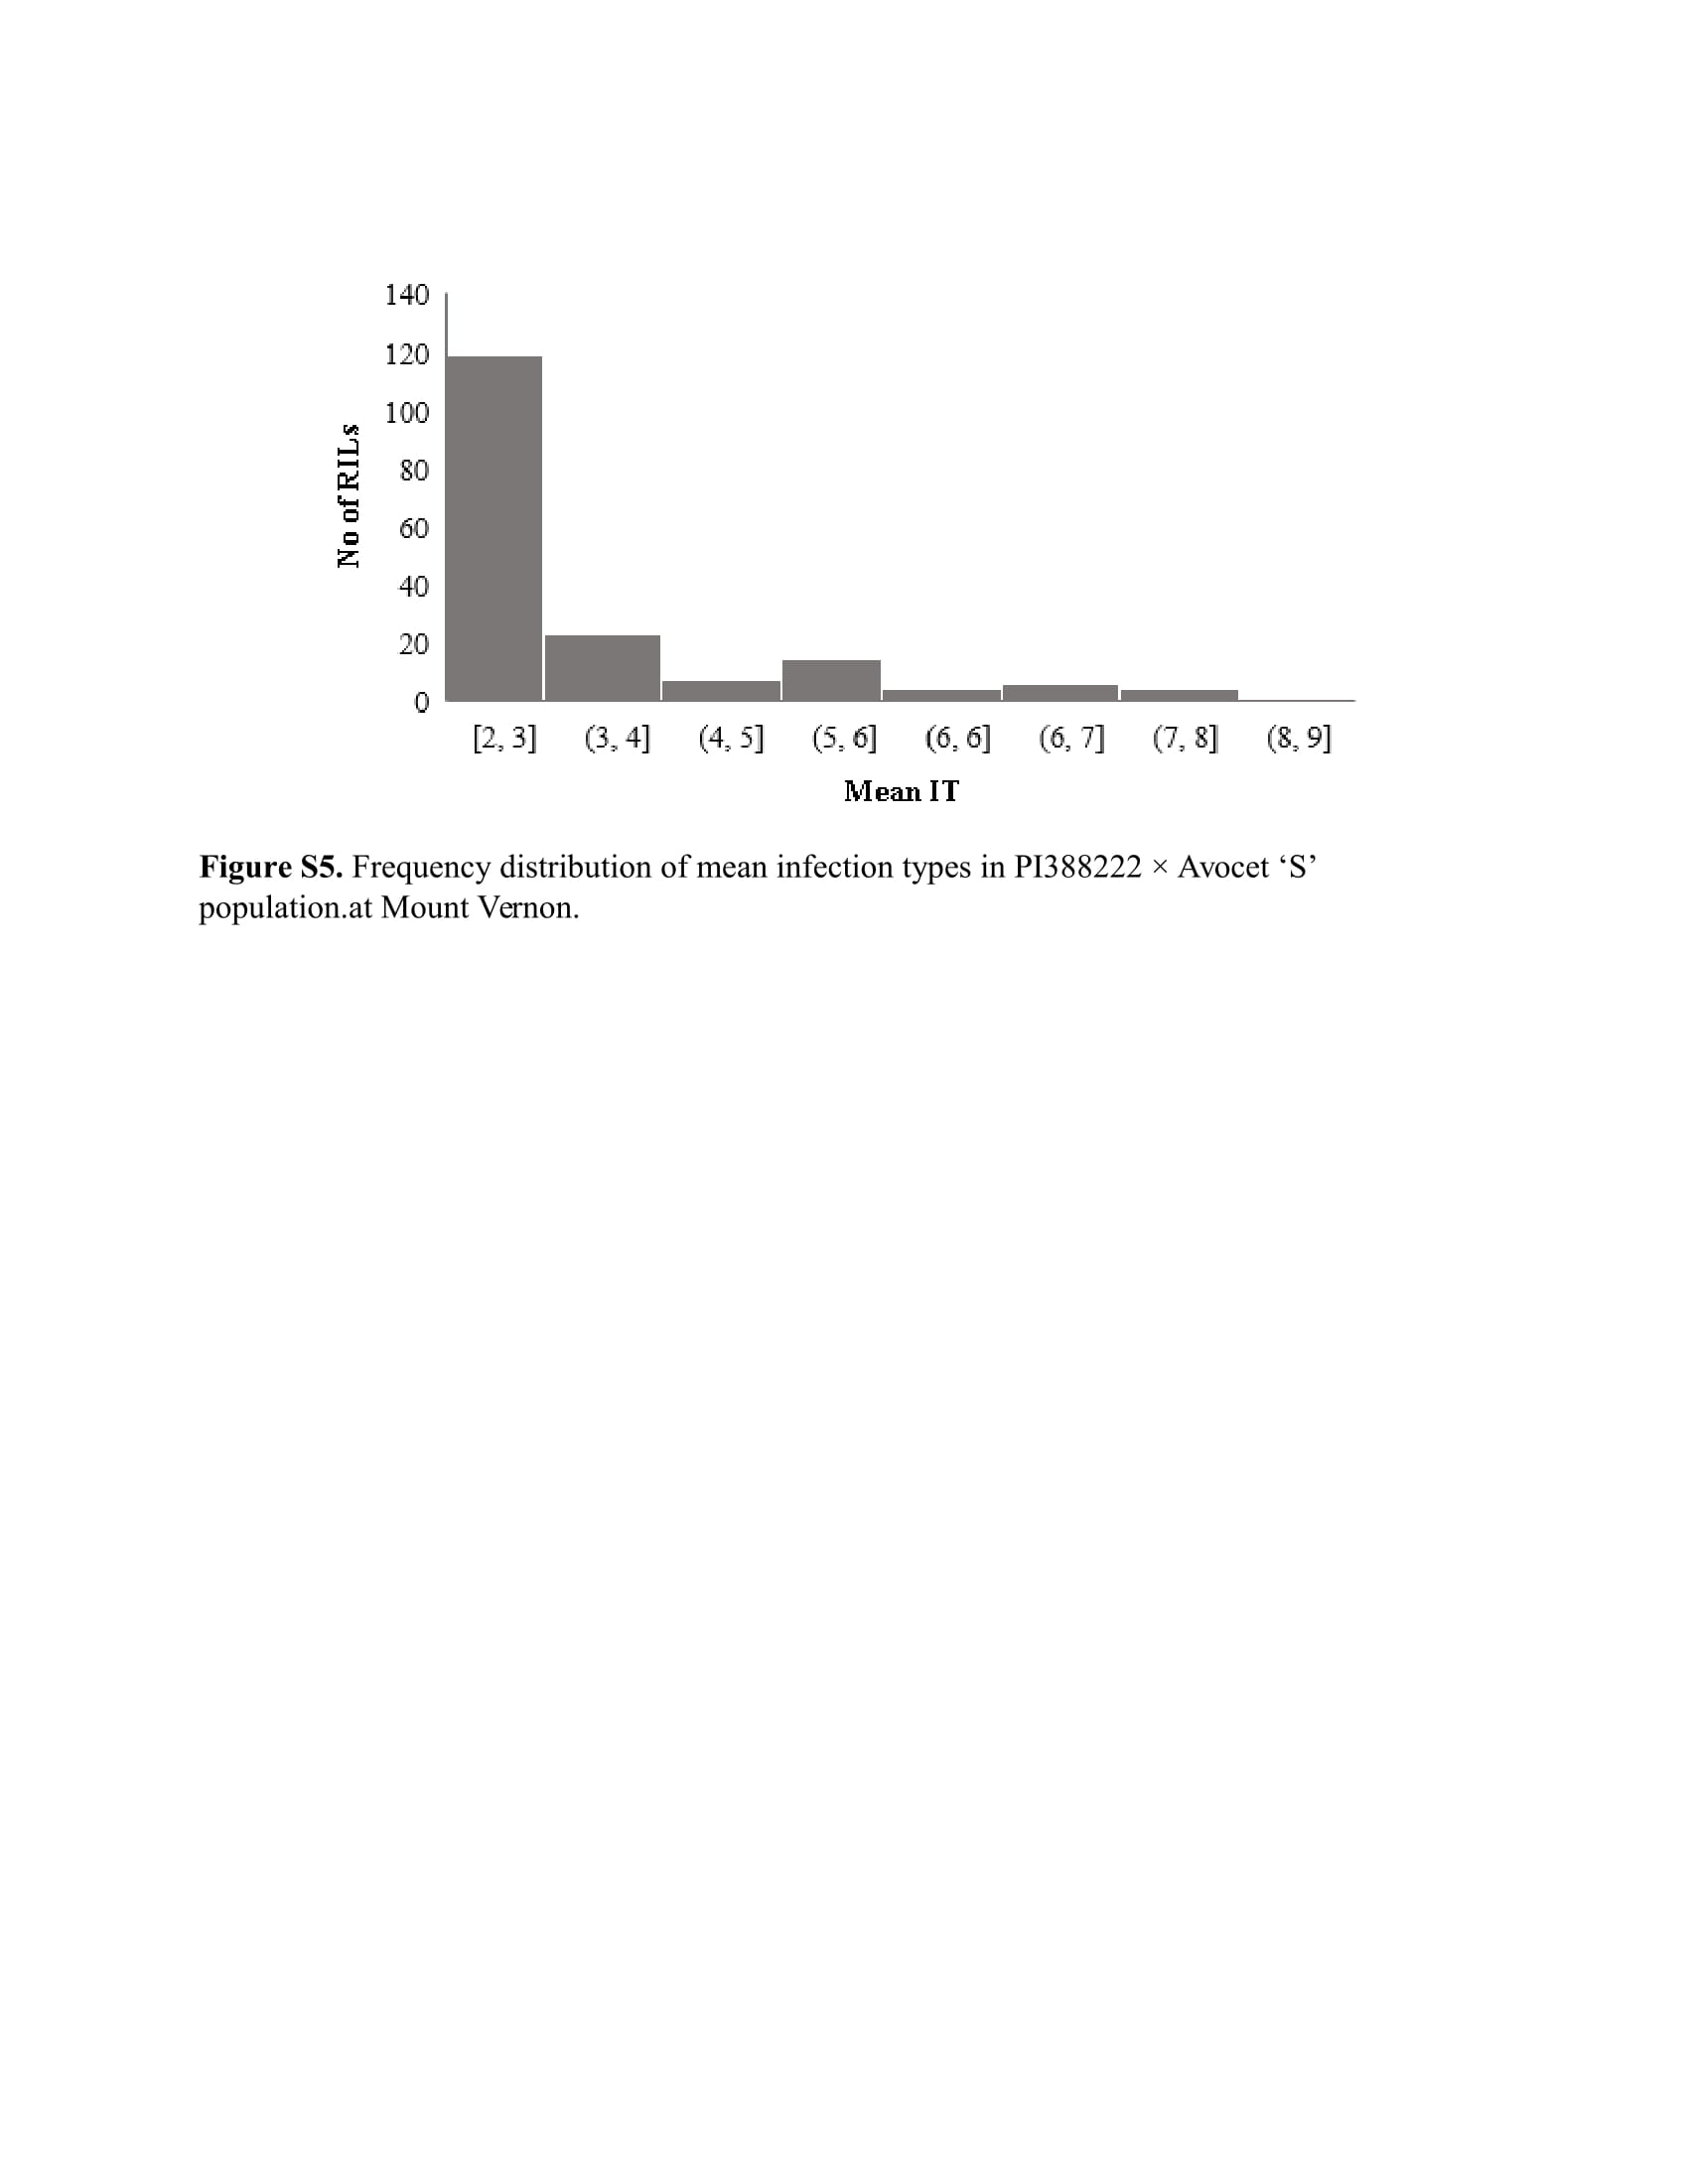 140
120
100
80
60
40
20
0
No of RILs
[2, 3] (3, 4] (4, 5] (5, 6] (6, 6] (6, 7] (7, 8] (8, 9]
Mean IT
Figure S5. Frequency distribution of mean infection types in PI388222 × Avocet ‘S’
population.at Mount Vernon.